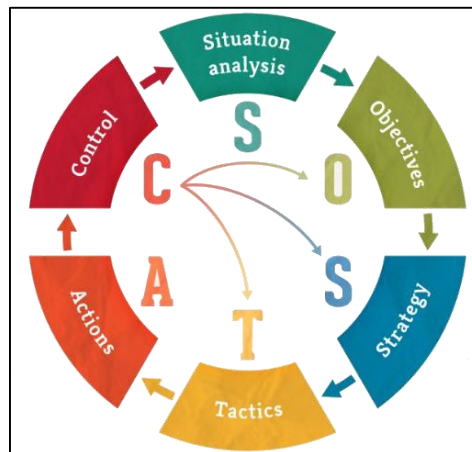 Situation
analysis
Objectives
Strategy
Tactics
Actions
Control
S
O
S
T
A
C